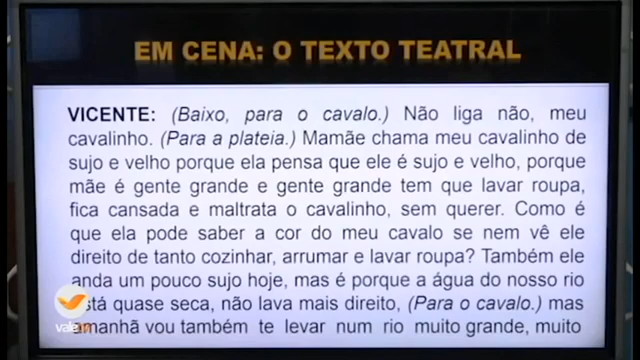 EM CENA: O TEXTO TEATRAL
VICENTE: (Baixo, para o cavalo.) Não liga não, meu
cavalinho. (Para a plateia.) Mamãe chama meu cavalinho de
sujo e velho porque ela pensa que ele é sujo e velho, porque
mãe é gente grande e gente grande tem que lavar roupa,
fica cansada e maltrata o cavalinho, sem querer. Como é
que ela pode saber a cor do meu cavalo se nem vê ele
direito de tanto cozinhar, arrumar e lavar roupa? Também ele
anda um pouco sujo hoje, mas é porque a água do nosso rio
está quase seca, não lava mais direito, (Para o cavalo.) mas
amanhã vou também te levar num rio muito grande, muito